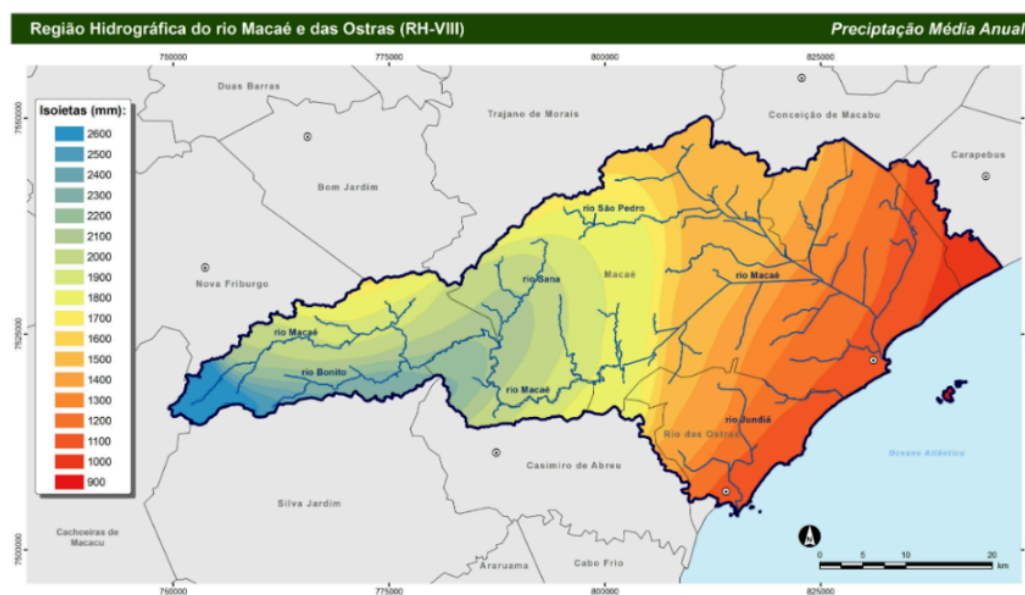 Região Hidrográfica do rio Macaé e das Ostras (RH-VIII)
Preciptação Média Anual
750000
775000
800000
825000
Isoietas (mm):
2600
2500
2400
2300
2200
2100
2000
1900
1800
1700
1600
1500
1400
1300
1200
1100
1000
900
7550000
7525000
7500000
Duas Barras
Trajano de Morais
Conceição de Macabu
Carapebus
Bom Jardim
rio São Pedro
Nova Friburgo
rio Sana
Macaé
rio Macaé
rio Macaé
rio Bonito
rio Macaé
rio Jundiá
Rio das Ostras
Oceano Atlântico
Casimiro de Abreu
Silva Jardim
Cachoeiras de
Macacu
Araruama
Cabo Frio
N
0 5 10 20
km
750000
775000
800000
825000